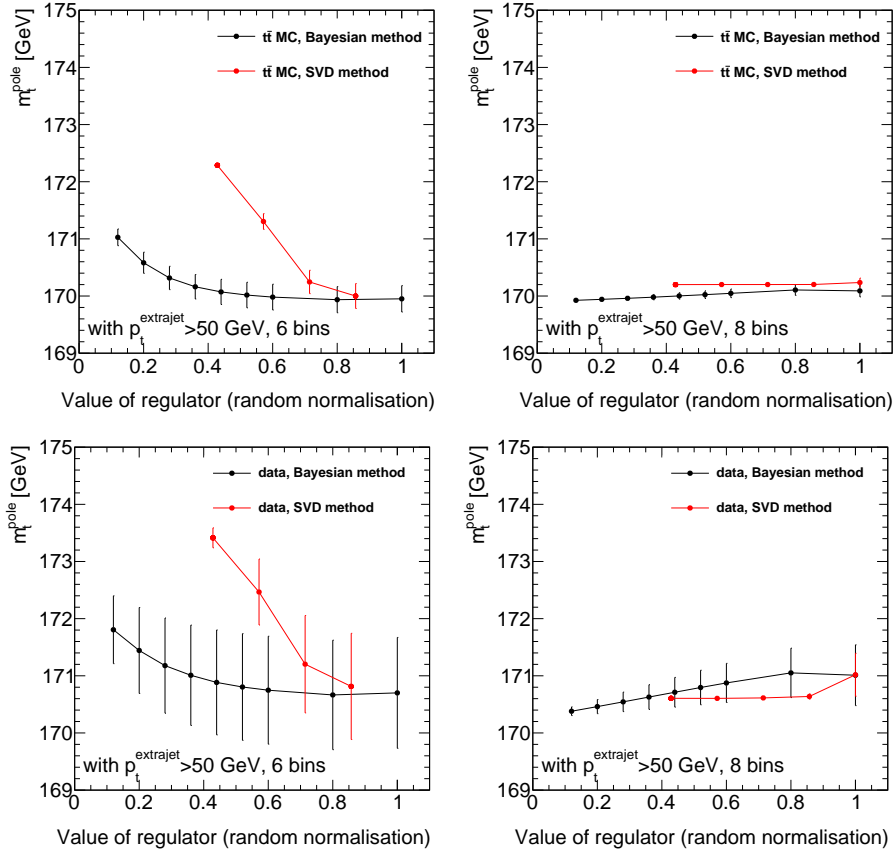 m_t^pole [GeV]
175
174
173
172
171
170
169
tt̄ MC, Bayesian method
tt̄ MC, SVD method
with p_t^extrajet >50 GeV, 6 bins
0 0.2 0.4 0.6 0.8 1
Value of regulator (random normalisation)
m_t^pole [GeV]
175
174
173
172
171
170
169
tt̄ MC, Bayesian method
tt̄ MC, SVD method
with p_t^extrajet >50 GeV, 8 bins
0 0.2 0.4 0.6 0.8 1
Value of regulator (random normalisation)
m_t^pole [GeV]
175
174
173
172
171
170
169
data, Bayesian method
data, SVD method
with p_t^extrajet >50 GeV, 6 bins
0 0.2 0.4 0.6 0.8 1
Value of regulator (random normalisation)
m_t^pole [GeV]
175
174
173
172
171
170
169
data, Bayesian method
data, SVD method
with p_t^extrajet >50 GeV, 8 bins
0 0.2 0.4 0.6 0.8 1
Value of regulator (random normalisation)